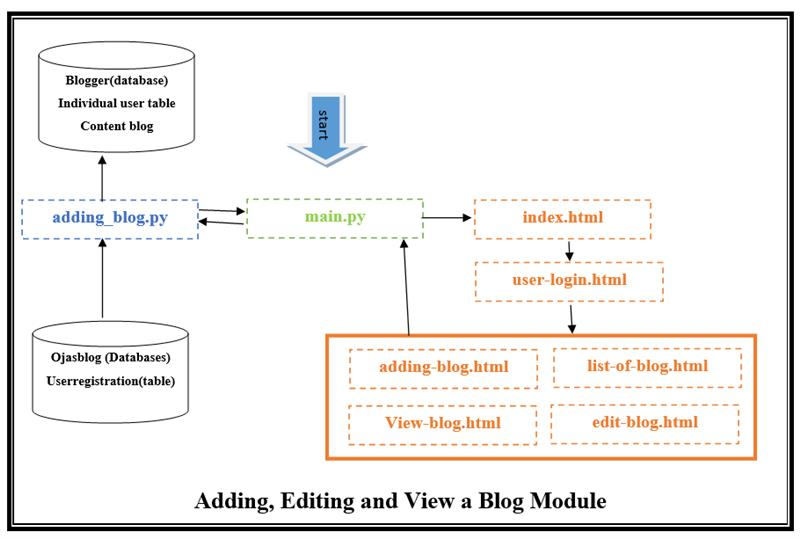 Blogger(database)
Individual user table
Content blog
start
adding_blog.py
main.py
index.html
user-login.html
Ojasblog (Databases)
Userregistration(table)
adding-blog.html
list-of-blog.html
View-blog.html
edit-blog.html
Adding, Editing and View a Blog Module